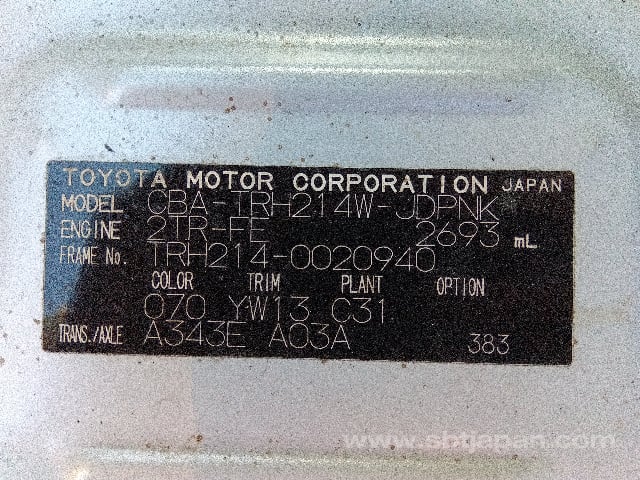 TOYOTA MOTOR CORPORATION JAPAN
MODEL CBA-TRH214W-JDPNK
ENGINE 2TR-FE 2693 mL
FRAME No. TRH214-0020940
COLOR TRIM PLANT OPTION
070 YW13 C31
TRANS./AXLE A343E A03A 383
www.sbtjapan.com